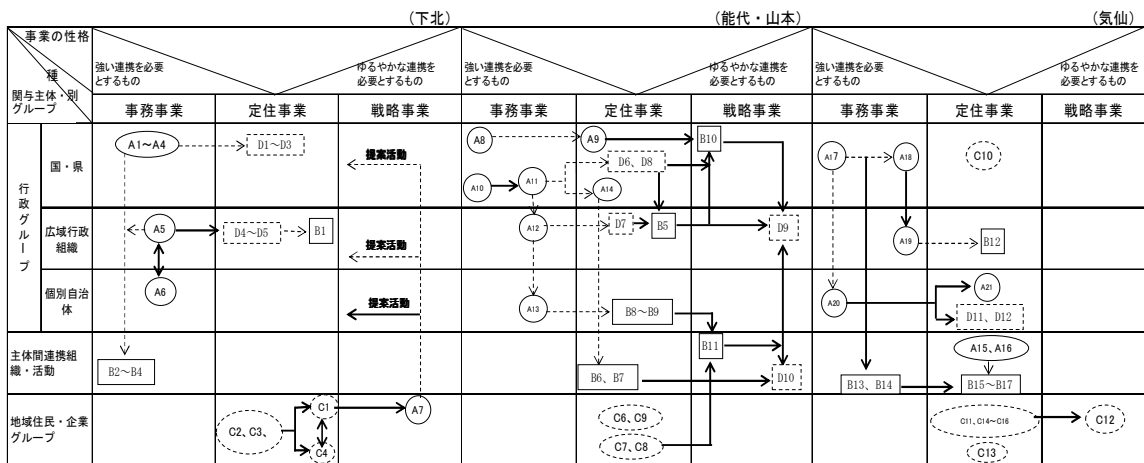 （下北）　（能代・山本）　（気仙）
事業の性格
種
関与主体・別
グループ
強い連携を必要
とするもの
ゆるやかな連携を
必要とするもの
強い連携を必要
とするもの
ゆるやかな連携を
必要とするもの
強い連携を必要
とするもの
ゆるやかな連携を
必要とするもの
事務事業　定住事業　戦略事業　事務事業　定住事業　戦略事業　事務事業　定住事業　戦略事業
行政グループ
国・県
A1～A4
D1～D3
提案活動
A8
A9
B10
D6、D8
A10
A11
A14
A17
A18
C10
広域行政
組織
A5
D4～D5
B1
提案活動
A12
D7
B5
D9
A19
B12
個別自治
体
A6
提案活動
A13
B8～B9
A20
A21
D11、D12
主体間連携組
織・活動
B2～B4
B11
B6、B7
D10
A15、A16
B13、B14
B15～B17
地域住民・企業
グループ
C2、C3、
C1
C4
A7
C6、C9
C7、C8
C11、C14～C16
C12
C13